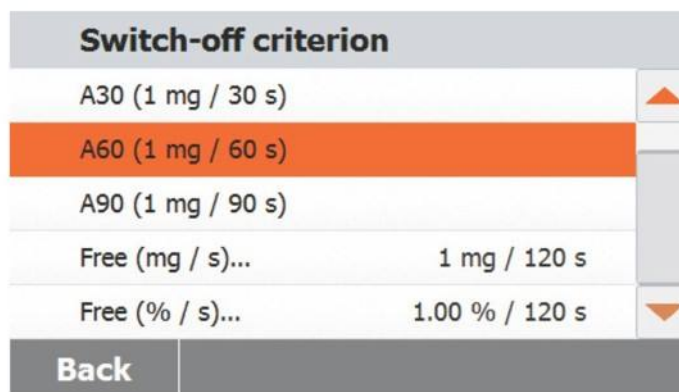 Switch-off criterion
A30 (1 mg / 30 s)
A60 (1 mg / 60 s)
A90 (1 mg / 90 s)
Free (mg / s)... 1 mg / 120 s
Free (% / s)... 1.00 % / 120 s
Back